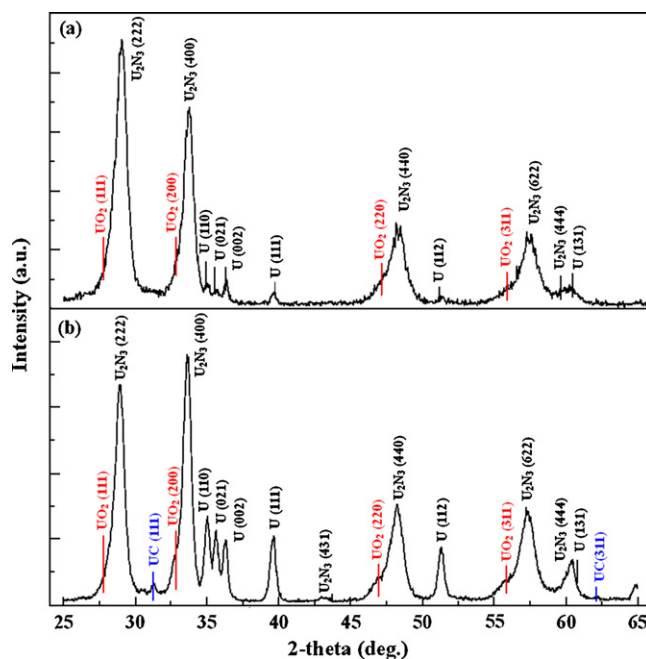 (a)
U₂N₃ (222)
U₂N₃ (400)
UO₂ (111)
UO₂ (200)
U (110)
U (021)
U (002)
U (111)
UO₂ (220)
U₂N₃ (440)
U (112)
UO₂ (311)
U₂N₃ (622)
U₂N₃ (444)
U (131)
Intensity (a.u.)
(b)
U₂N₃ (222)
U₂N₃ (400)
UO₂ (111)
UC (111)
UO₂ (200)
U (110)
U (021)
U (002)
U (111)
U₂N₃ (431)
UO₂ (220)
U₂N₃ (440)
U (112)
UO₂ (311)
U₂N₃ (622)
U₂N₃ (444)
U (131)
UC(311)
25 30 35 40 45 50 55 60 65
2-theta (deg.)